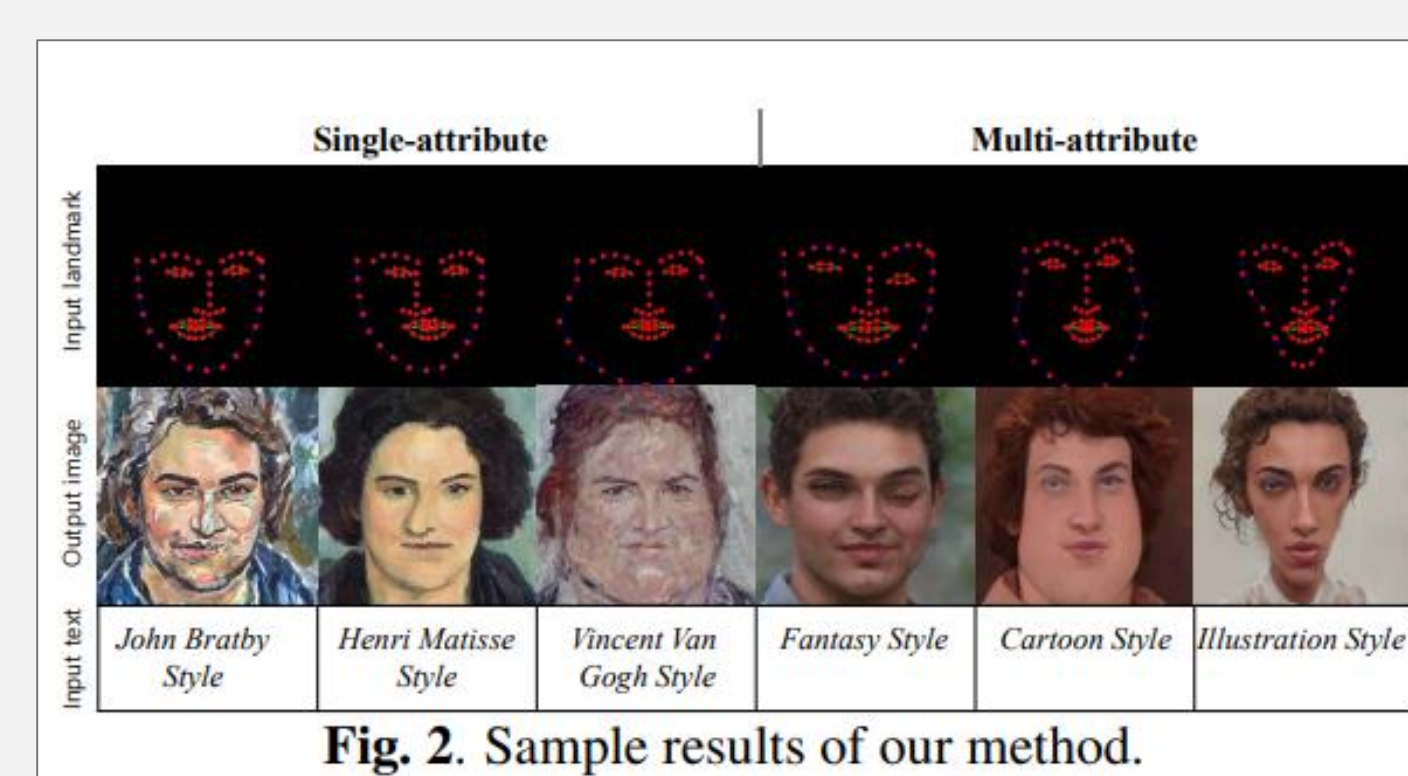 Single-attribute
Multi-attribute
Input landmark
Output image
Input text
John Bratby
Style
Henri Matisse
Style
Vincent Van
Gogh Style
Fantasy Style
Cartoon Style
Illustration Style
Fig. 2. Sample results of our method.